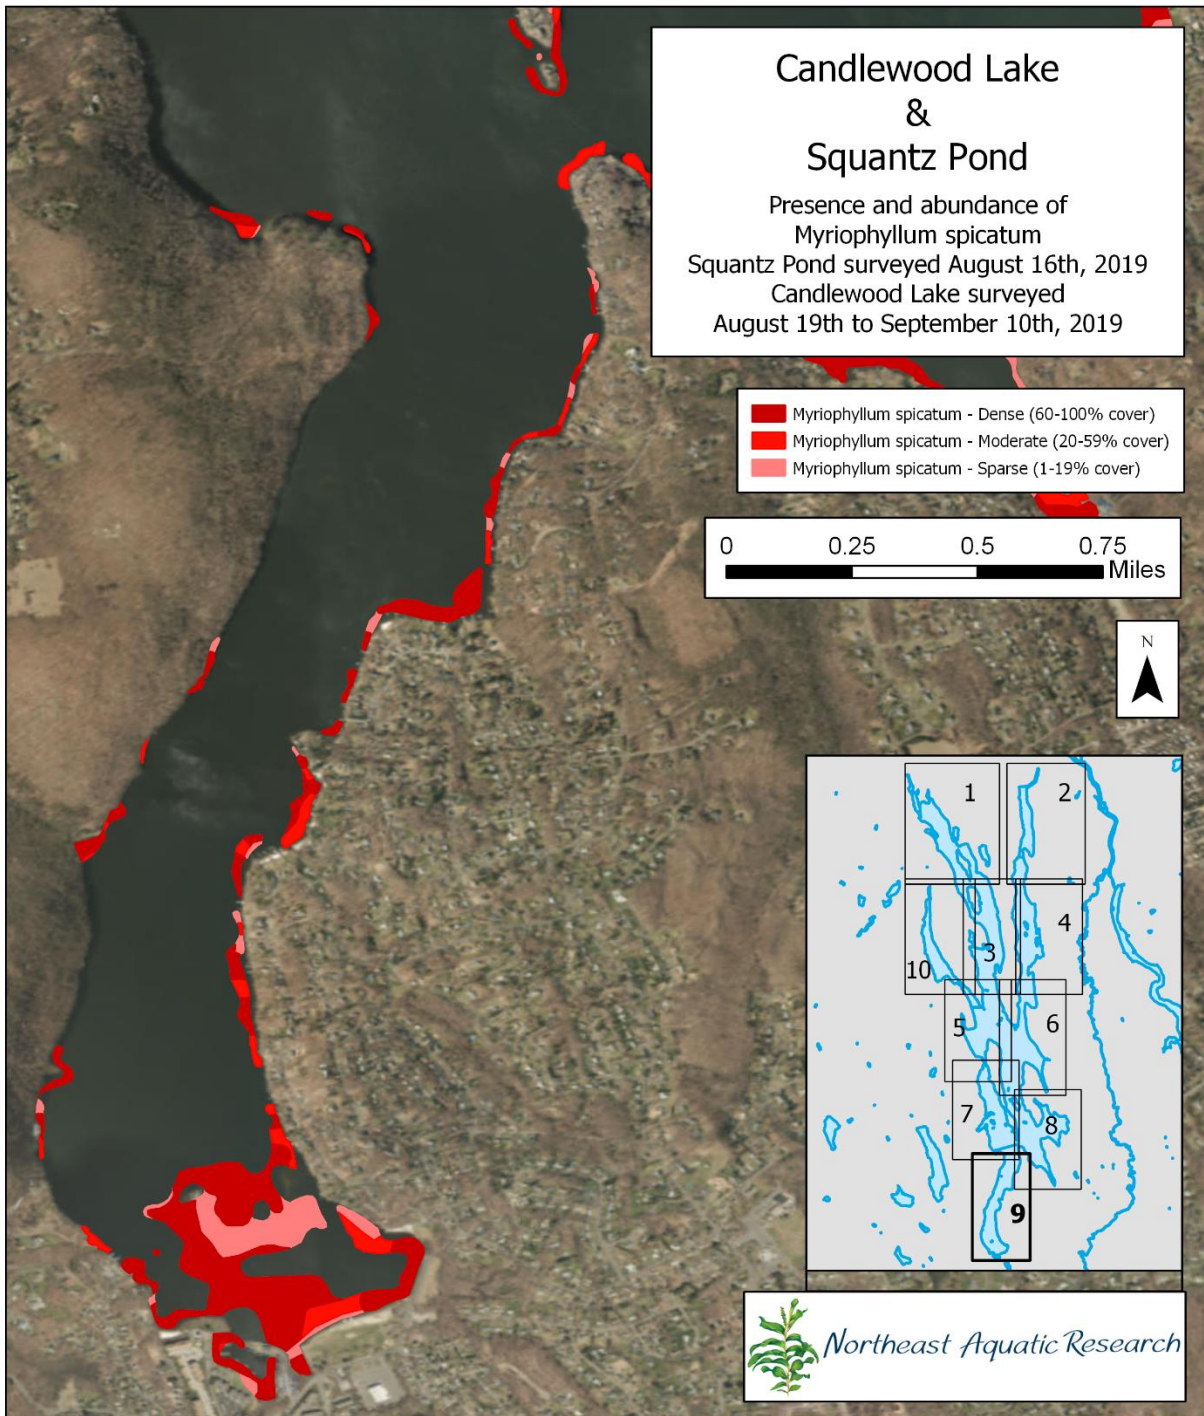 Candlewood Lake
&
Squantz Pond
Presence and abundance of
Myriophyllum spicatum
Squantz Pond surveyed August 16th, 2019
Candlewood Lake surveyed
August 19th to September 10th, 2019
Myriophyllum spicatum - Dense (60-100% cover)
Myriophyllum spicatum - Moderate (20-59% cover)
Myriophyllum spicatum - Sparse (1-19% cover)
0 0.25 0.5 0.75
Miles
N
1 2
3 4
10
5 6
7 8
9
Northeast Aquatic Research